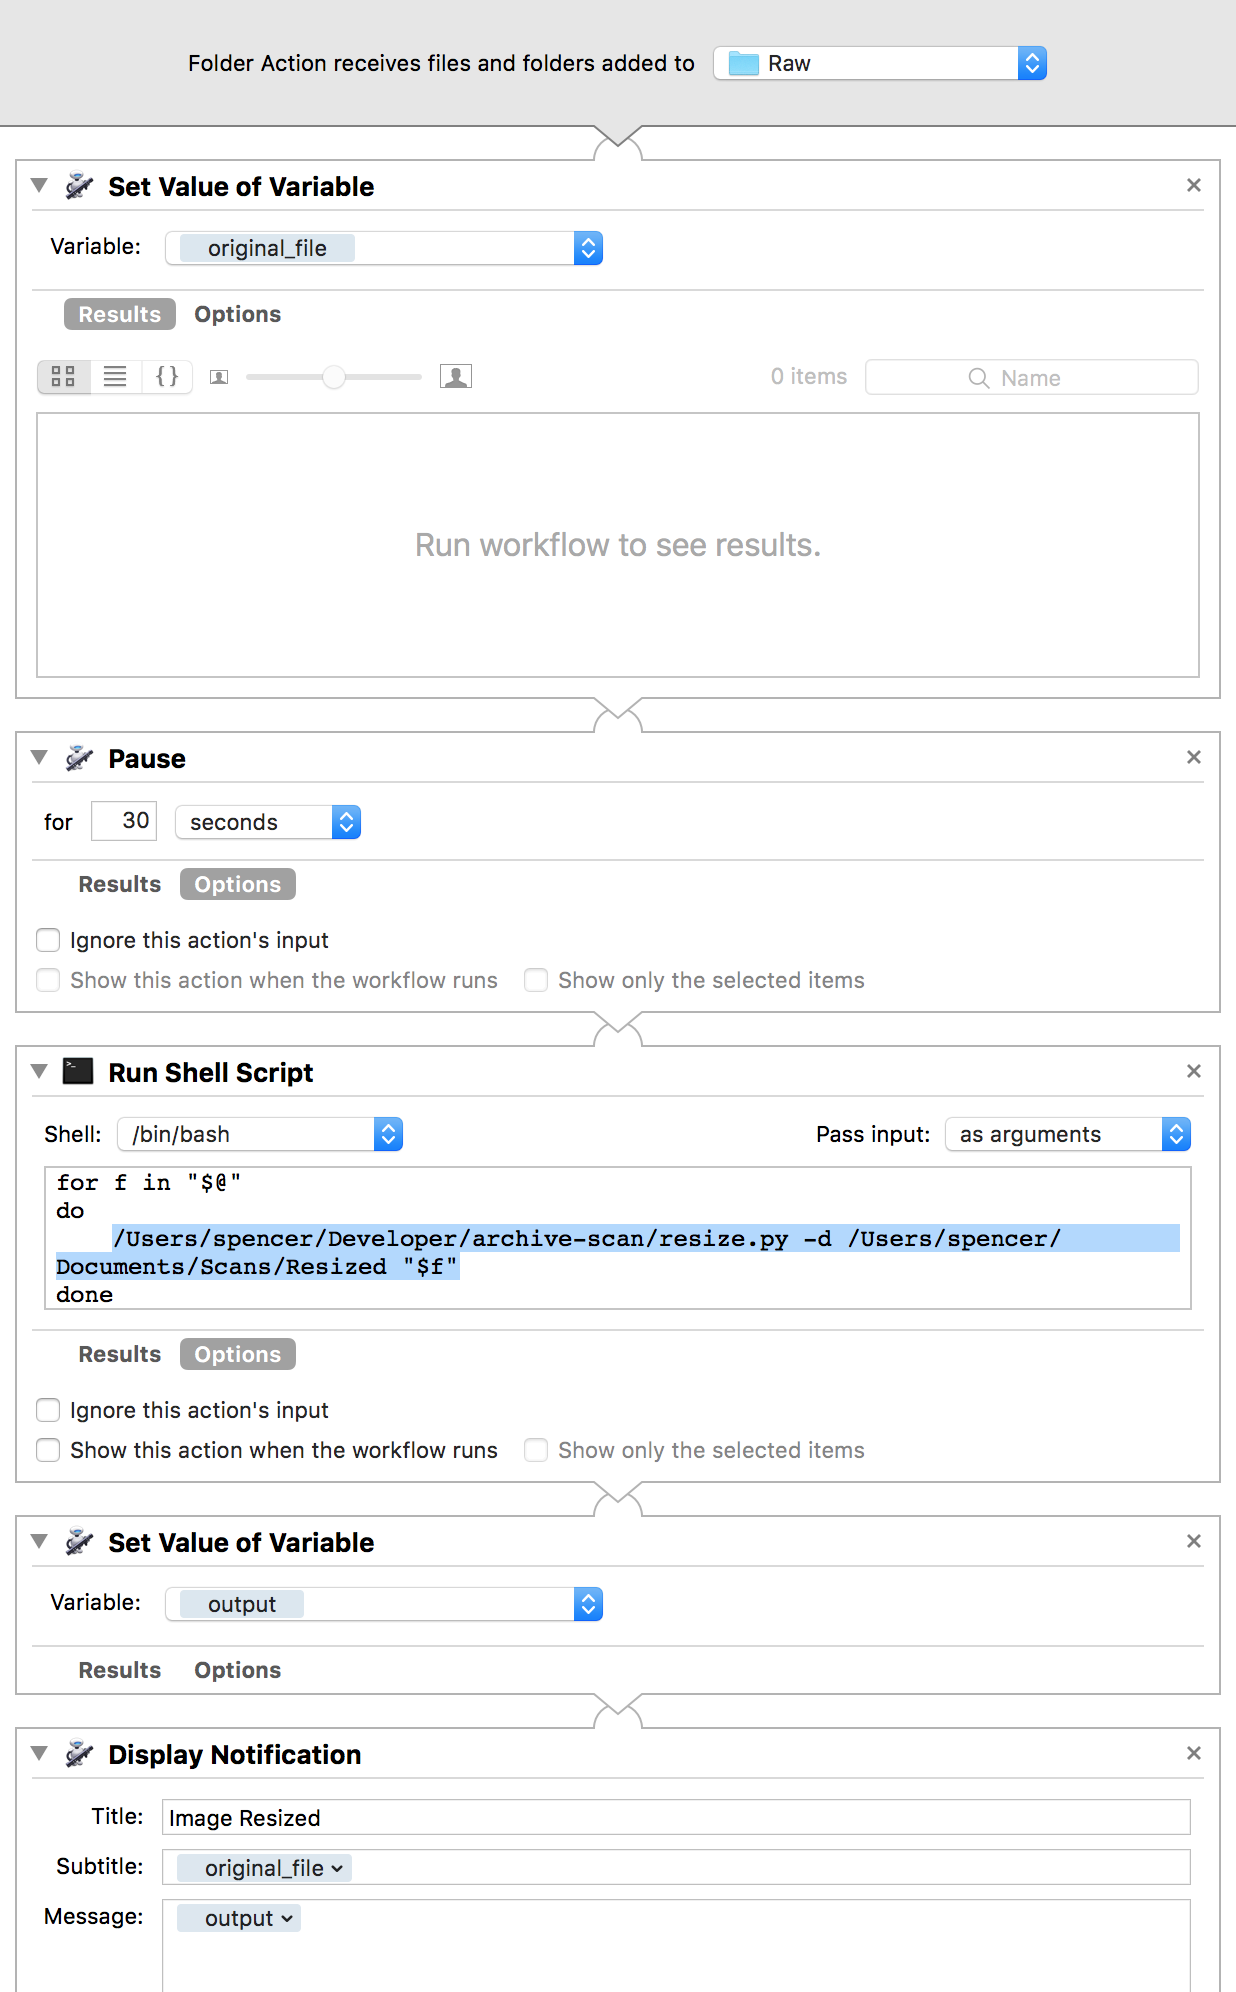 Folder Action receives files and folders added to Raw
Set Value of Variable
Variable: original_file
Results Options
{} 0 items Name
Run workflow to see results.
Pause
for 30 seconds
Results Options
Ignore this action's input
Show this action when the workflow runs Show only the selected items
Run Shell Script
Shell: /bin/bash Pass input: as arguments
for f in "$@"
do
/Users/spencer/Developer/archive-scan/resize.py -d /Users/spencer/
Documents/Scans/Resized "$f"
done
Results Options
Ignore this action's input
Show this action when the workflow runs Show only the selected items
Set Value of Variable
Variable: output
Results Options
Display Notification
Title: Image Resized
Subtitle: original_file
Message: output